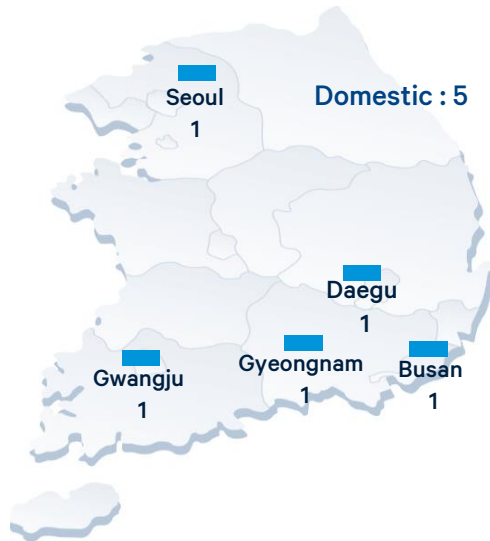 Domestic : 5
Seoul
1
Daegu
1
Gyeongnam
1
Busan
1
Gwangju
1